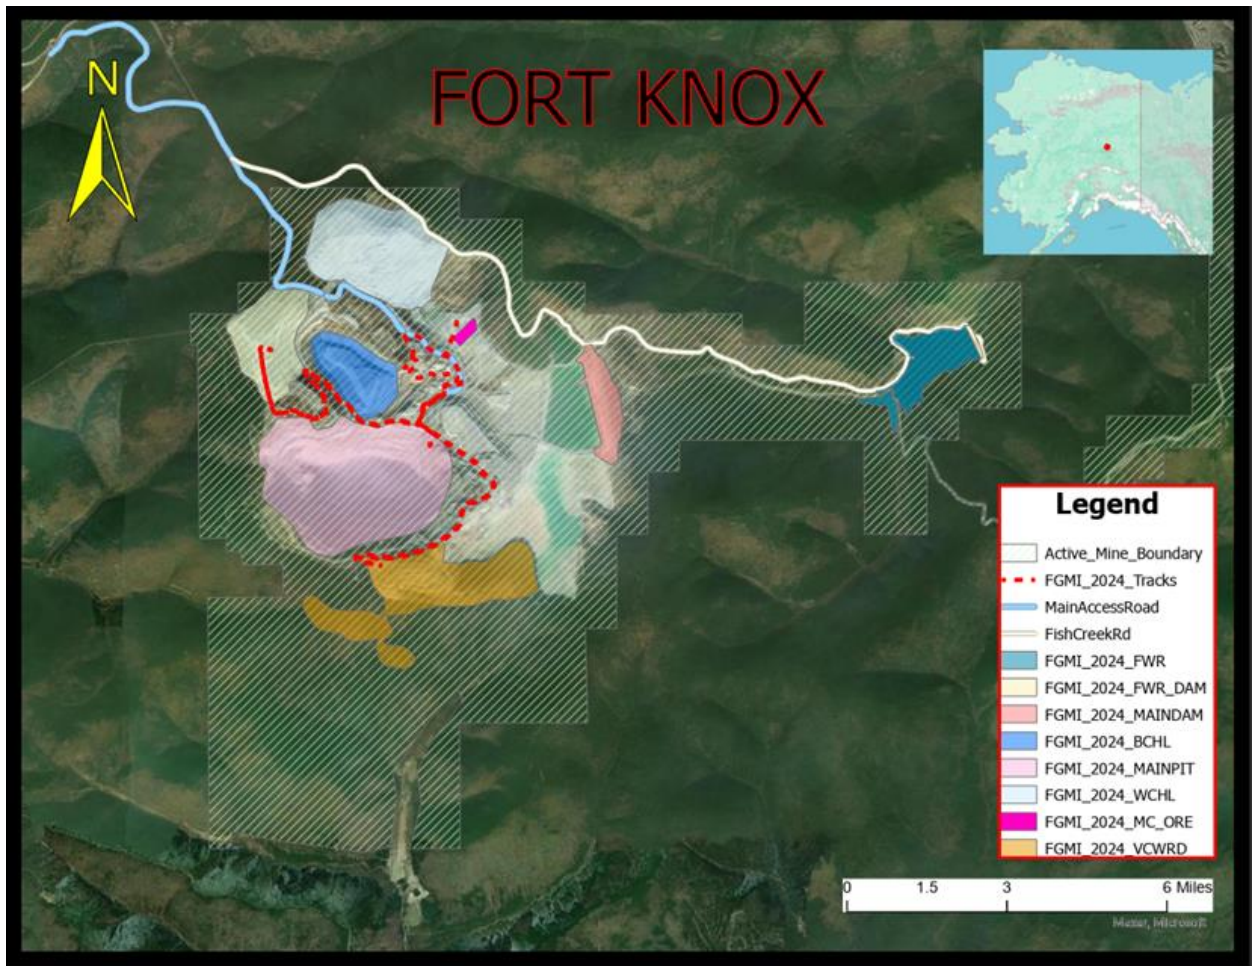 FORT KNOX
N
Legend
Active_Mine_Boundary
FGMI_2024_Tracks
MainAccessRoad
FishCreekRd
FGMI_2024_FWR
FGMI_2024_FWR_DAM
FGMI_2024_MAINDAM
FGMI_2024_BCHL
FGMI_2024_MAINPIT
FGMI_2024_WCHL
FGMI_2024_MC_ORE
FGMI_2024_VCWRD
0 1.5 3 6 Miles
Maxar, Microsoft